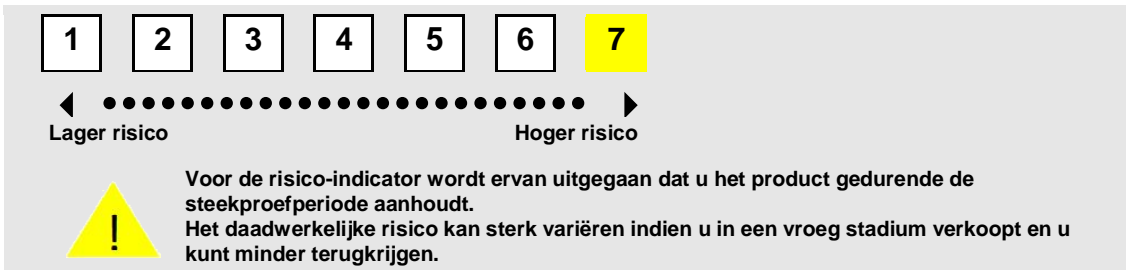 1 2 3 4 5 6 7
Lager risico Hoger risico
Voor de risico-indicator wordt ervan uitgegaan dat u het product gedurende de
steekproefperiode aanhoudt.
Het daadwerkelijke risico kan sterk variëren indien u in een vroeg stadium verkoopt en u
kunt minder terugkrijgen.
!